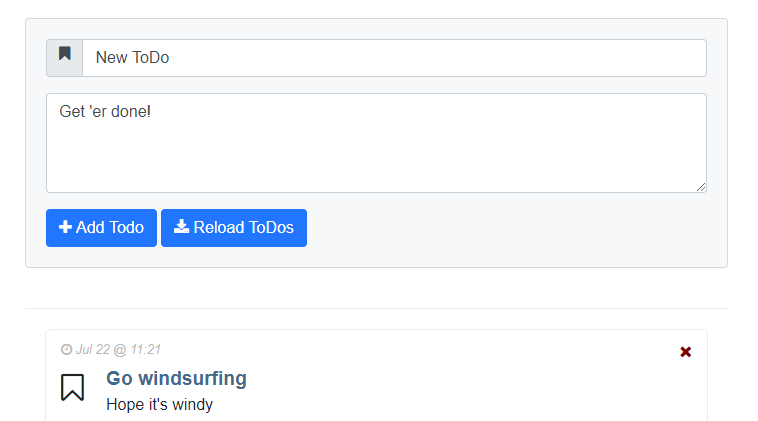 New ToDo
Get 'er done!
Add Todo Reload ToDos
Jul 22 @ 11:21
Go windsurfing
Hope it's windy